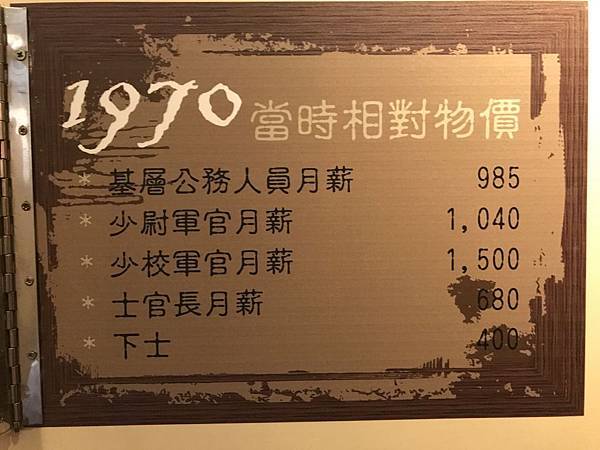 1970 當時相對物價
* 基層公務人員月薪 985
* 少尉軍官月薪 1,040
* 少校軍官月薪 1,500
* 士官長月薪 680
* 下士 400